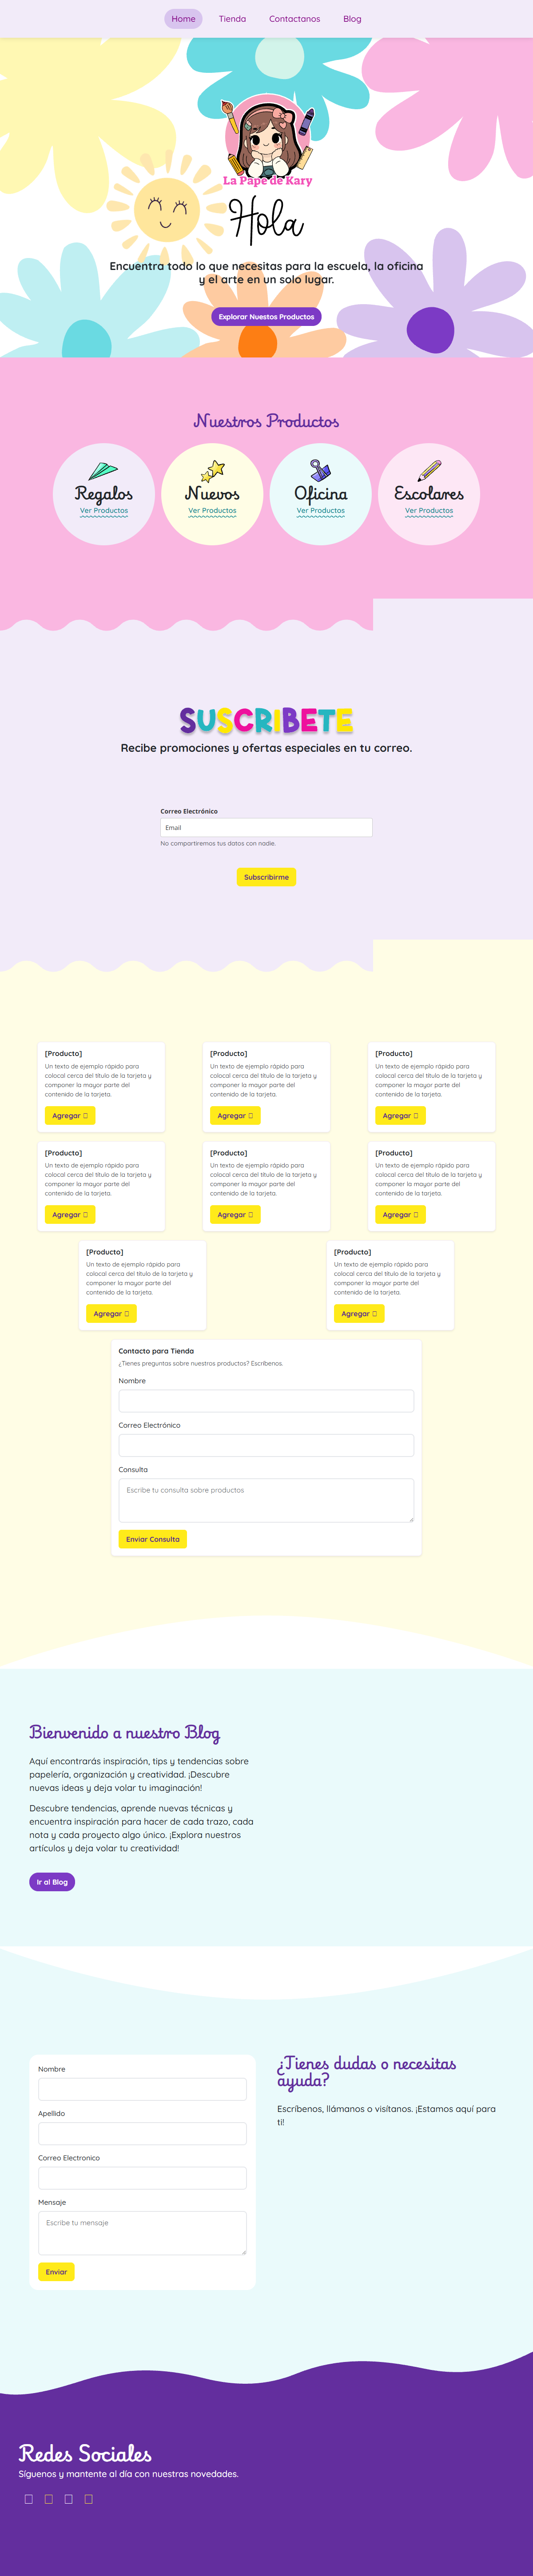 Home Tienda Contactanos Blog
La Pape de Kary
Hola
Encuentra todo lo que necesitas para la escuela, la oficina
y el arte en un solo lugar.
Explorar Nuestos Productos
Nuestros Productos
Regalos Nuevos Oficina Escolares
Ver Productos Ver Productos Ver Productos Ver Productos
SUSCRIBETE
Recibe promociones y ofertas especiales en tu correo.
Correo Electrónico
Email
No compartiremos tus datos con nadie.
Subscribirme
[Producto]
Un texto de ejemplo rápido para
colocal cerca del titulo de la tarjeta y
componer la mayor parte del
contenido de la tarjeta.
Agregar
[Producto]
Un texto de ejemplo rápido para
colocal cerca del titulo de la tarjeta y
componer la mayor parte del
contenido de la tarjeta.
Agregar
[Producto]
Un texto de ejemplo rápido para
colocal cerca del titulo de la tarjeta y
componer la mayor parte del
contenido de la tarjeta.
Agregar
[Producto]
Un texto de ejemplo rápido para
colocal cerca del titulo de la tarjeta y
componer la mayor parte del
contenido de la tarjeta.
Agregar
[Producto]
Un texto de ejemplo rápido para
colocal cerca del titulo de la tarjeta y
componer la mayor parte del
contenido de la tarjeta.
Agregar
[Producto]
Un texto de ejemplo rápido para
colocal cerca del titulo de la tarjeta y
componer la mayor parte del
contenido de la tarjeta.
Agregar
[Producto]
Un texto de ejemplo rápido para
colocal cerca del titulo de la tarjeta y
componer la mayor parte del
contenido de la tarjeta.
Agregar
[Producto]
Un texto de ejemplo rápido para
colocal cerca del titulo de la tarjeta y
componer la mayor parte del
contenido de la tarjeta.
Agregar
Contacto para Tienda
¿Tienes preguntas sobre nuestros productos? Escríbenos.
Nombre
Correo Electrónico
Consulta
Escribe tu consulta sobre productos
Enviar Consulta
Bienvenido a nuestro Blog
Aquí encontrarás inspiración, tips y tendencias sobre
papelería, organización y creatividad. ¡Descubre
nuevas ideas y deja volar tu imaginación!
Descubre tendencias, aprende nuevas técnicas y
encuentra inspiración para hacer de cada trazo, cada
nota y cada proyecto algo único. ¡Explora nuestros
artículos y deja volar tu creatividad!
Ir al Blog
Nombre
Apellido
Correo Electronico
Mensaje
Escribe tu mensaje
Enviar
¿Tienes dudas o necesitas
ayuda?
Escríbenos, llámanos o visítanos. ¡Estamos aquí para
ti!
Redes Sociales
Síguenos y mantente al día con nuestras novedades.